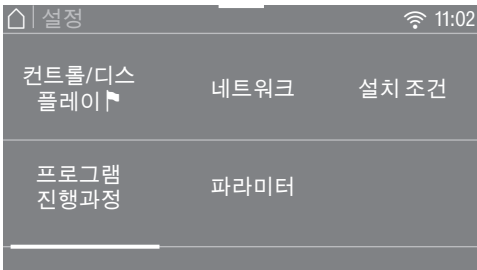 설정 11:02
컨트롤/디스
플레이
네트워크
설치 조건
프로그램
진행과정
파라미터